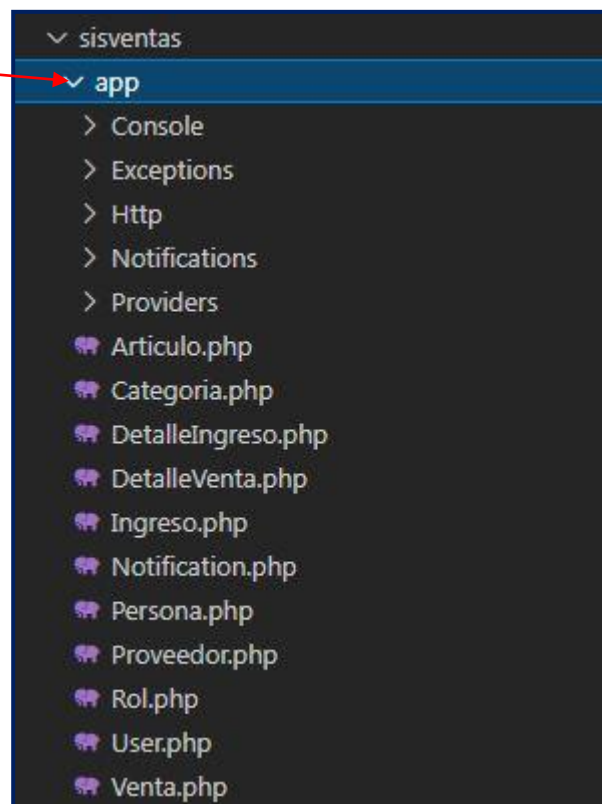 sisventas
app
Console
Exceptions
Http
Notifications
Providers
Articulo.php
Categoria.php
DetalleIngreso.php
DetalleVenta.php
Ingreso.php
Notification.php
Persona.php
Proveedor.php
Rol.php
User.php
Venta.php